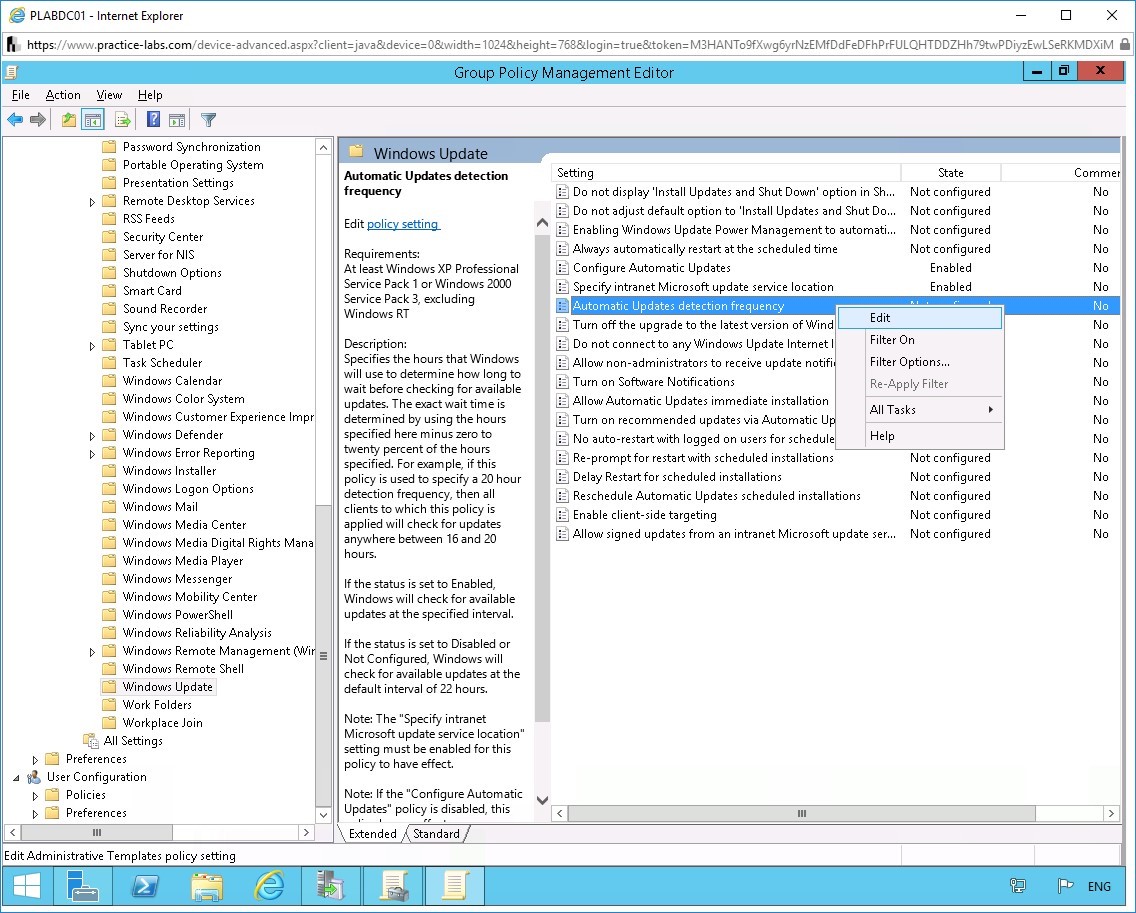 PLABDC01 - Internet Explorer
https://www.practice-labs.com/device-advanced.aspx?client=java&device=0&width=1024&height=768&login=true&token=M3HANTo9fXwg6yrNzEMfDdFeDFhPrFULQHTDDZHh79twPDiyzEwLSeRKMDXiM
Group Policy Management Editor
File Action View Help
Password Synchronization
Portable Operating System
Presentation Settings
Remote Desktop Services
RSS Feeds
Security Center
Server for NIS
Shutdown Options
Smart Card
Sound Recorder
Sync your settings
Tablet PC
Task Scheduler
Windows Calendar
Windows Color System
Windows Customer Experience Impr
Windows Defender
Windows Error Reporting
Windows Installer
Windows Logon Options
Windows Mail
Windows Media Center
Windows Media Digital Rights Mana
Windows Media Player
Windows Messenger
Windows Mobility Center
Windows PowerShell
Windows Reliability Analysis
Windows Remote Management (Wir
Windows Remote Shell
Windows Update
Work Folders
Workplace Join
All Settings
Preferences
User Configuration
Policies
Preferences
Windows Update
Automatic Updates detection
frequency
Edit policy setting
Requirements:
At least Windows XP Professional
Service Pack 1 or Windows 2000
Service Pack 3, excluding
Windows RT
Description:
Specifies the hours that Windows
will use to determine how long to
wait before checking for available
updates. The exact wait time is
determined by using the hours
specified here minus zero to
twenty percent of the hours
specified. For example, if this
policy is used to specify a 20 hour
detection frequency, then all
clients to which this policy is
applied will check for updates
anywhere between 16 and 20
hours.
If the status is set to Enabled,
Windows will check for available
updates at the specified interval.
If the status is set to Disabled or
Not Configured, Windows will
check for available updates at the
default interval of 22 hours.
Note: The "Specify intranet
Microsoft update service location"
setting must be enabled for this
policy to have effect.
Note: If the "Configure Automatic
Updates" policy is disabled, this
Setting State Commer
Do not display 'Install Updates and Shut Down' option in Sh... Not configured No
Do not adjust default option to 'Install Updates and Shut Do... Not configured No
Enabling Windows Update Power Management to automati... Not configured No
Always automatically restart at the scheduled time Not configured No
Configure Automatic Updates Enabled No
Specify intranet Microsoft update service location Enabled No
Automatic Updates detection frequency No
Turn off the upgrade to the latest version of Wind No
Do not connect to any Windows Update Internet l No
Allow non-administrators to receive update notifi No
Turn on Software Notifications No
Allow Automatic Updates immediate installation No
Turn on recommended updates via Automatic Up No
No auto-restart with logged on users for schedule No
Re-prompt for restart with scheduled installations Not configured No
Delay Restart for scheduled installations Not configured No
Reschedule Automatic Updates scheduled installations Not configured No
Enable client-side targeting Not configured No
Allow signed updates from an intranet Microsoft update ser... Not configured No
Edit
Filter On
Filter Options...
Re-Apply Filter
All Tasks
Help
Extended Standard
Edit Administrative Templates policy setting
ENG